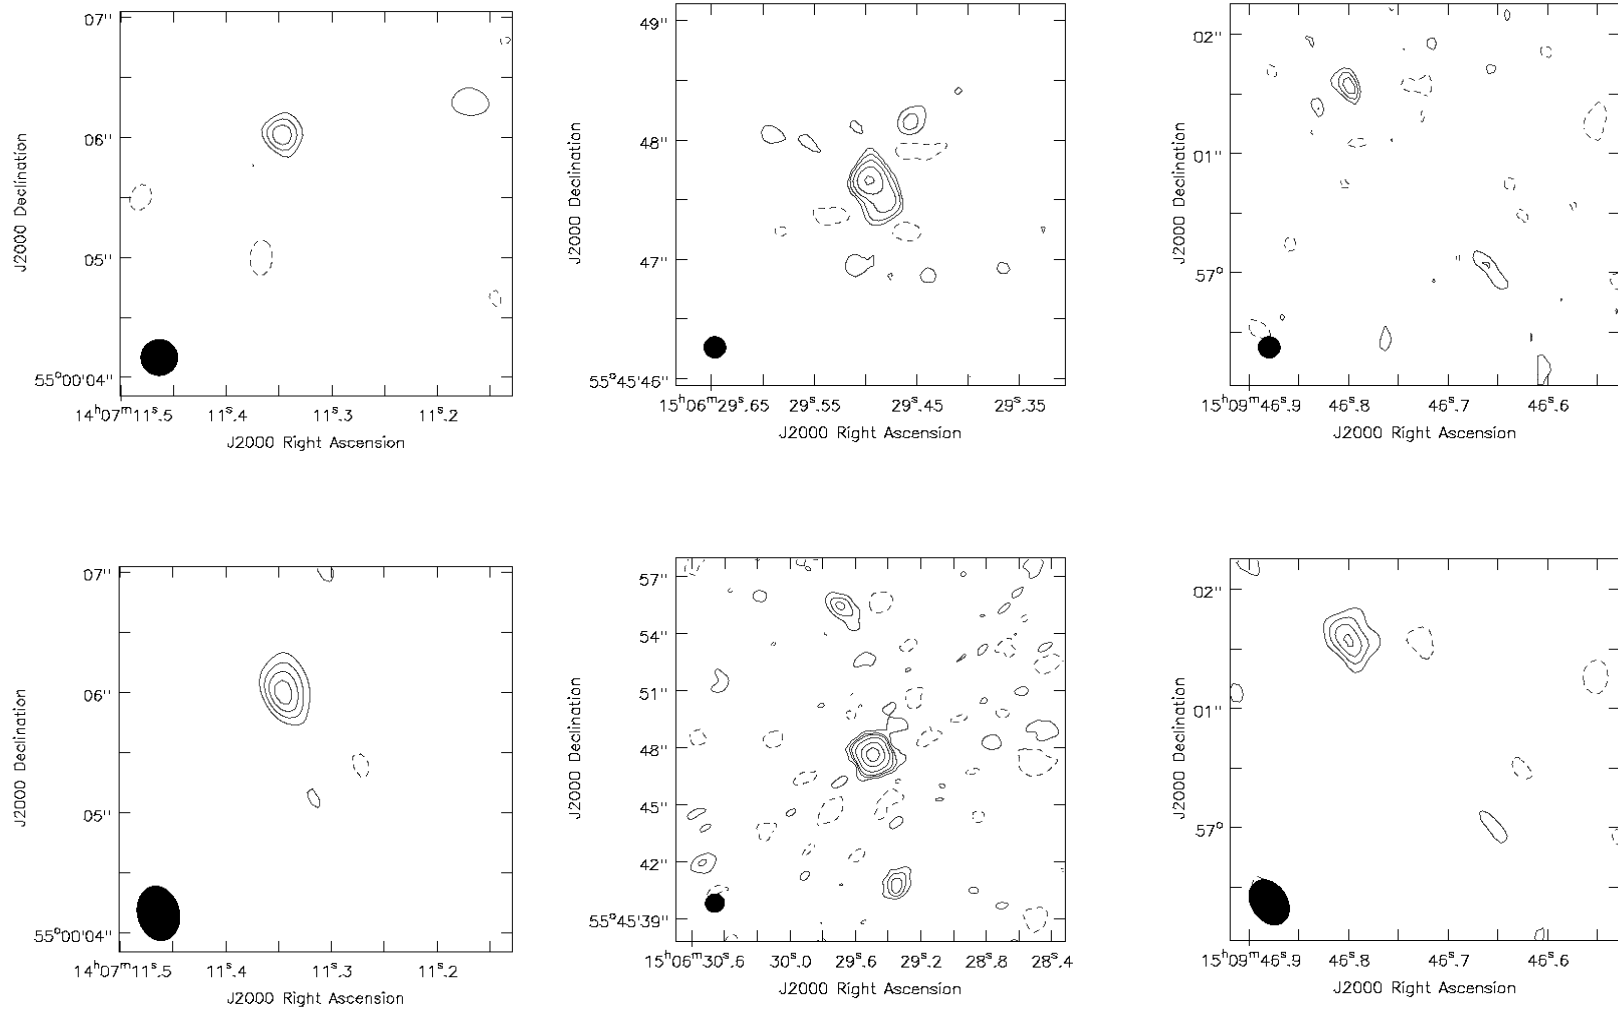 07'' 49'' 02''
06'' 48'' 01''
05'' 47'' 57°
55°00'04'' 55°45'46''
J2000 Declination J2000 Declination J2000 Declination
14ʰ07ᵐ11ˢ.5 11ˢ.4 11ˢ.3 11ˢ.2 15ʰ06ᵐ29ˢ.65 29ˢ.55 29ˢ.45 29ˢ.35 15ʰ09ᵐ46ˢ.9 46ˢ.8 46ˢ.7 46ˢ.6
J2000 Right Ascension J2000 Right Ascension J2000 Right Ascension
07'' 57'' 02''
54''
06'' 51'' 01''
48''
05'' 45'' 57°
42''
55°00'04'' 55°45'39''
J2000 Declination J2000 Declination J2000 Declination
14ʰ07ᵐ11ˢ.5 11ˢ.4 11ˢ.3 11ˢ.2 15ʰ06ᵐ30ˢ.6 30ˢ.0 29ˢ.6 29ˢ.2 28ˢ.8 28ˢ.4 15ʰ09ᵐ46ˢ.9 46ˢ.8 46ˢ.7 46ˢ.6
J2000 Right Ascension J2000 Right Ascension J2000 Right Ascension